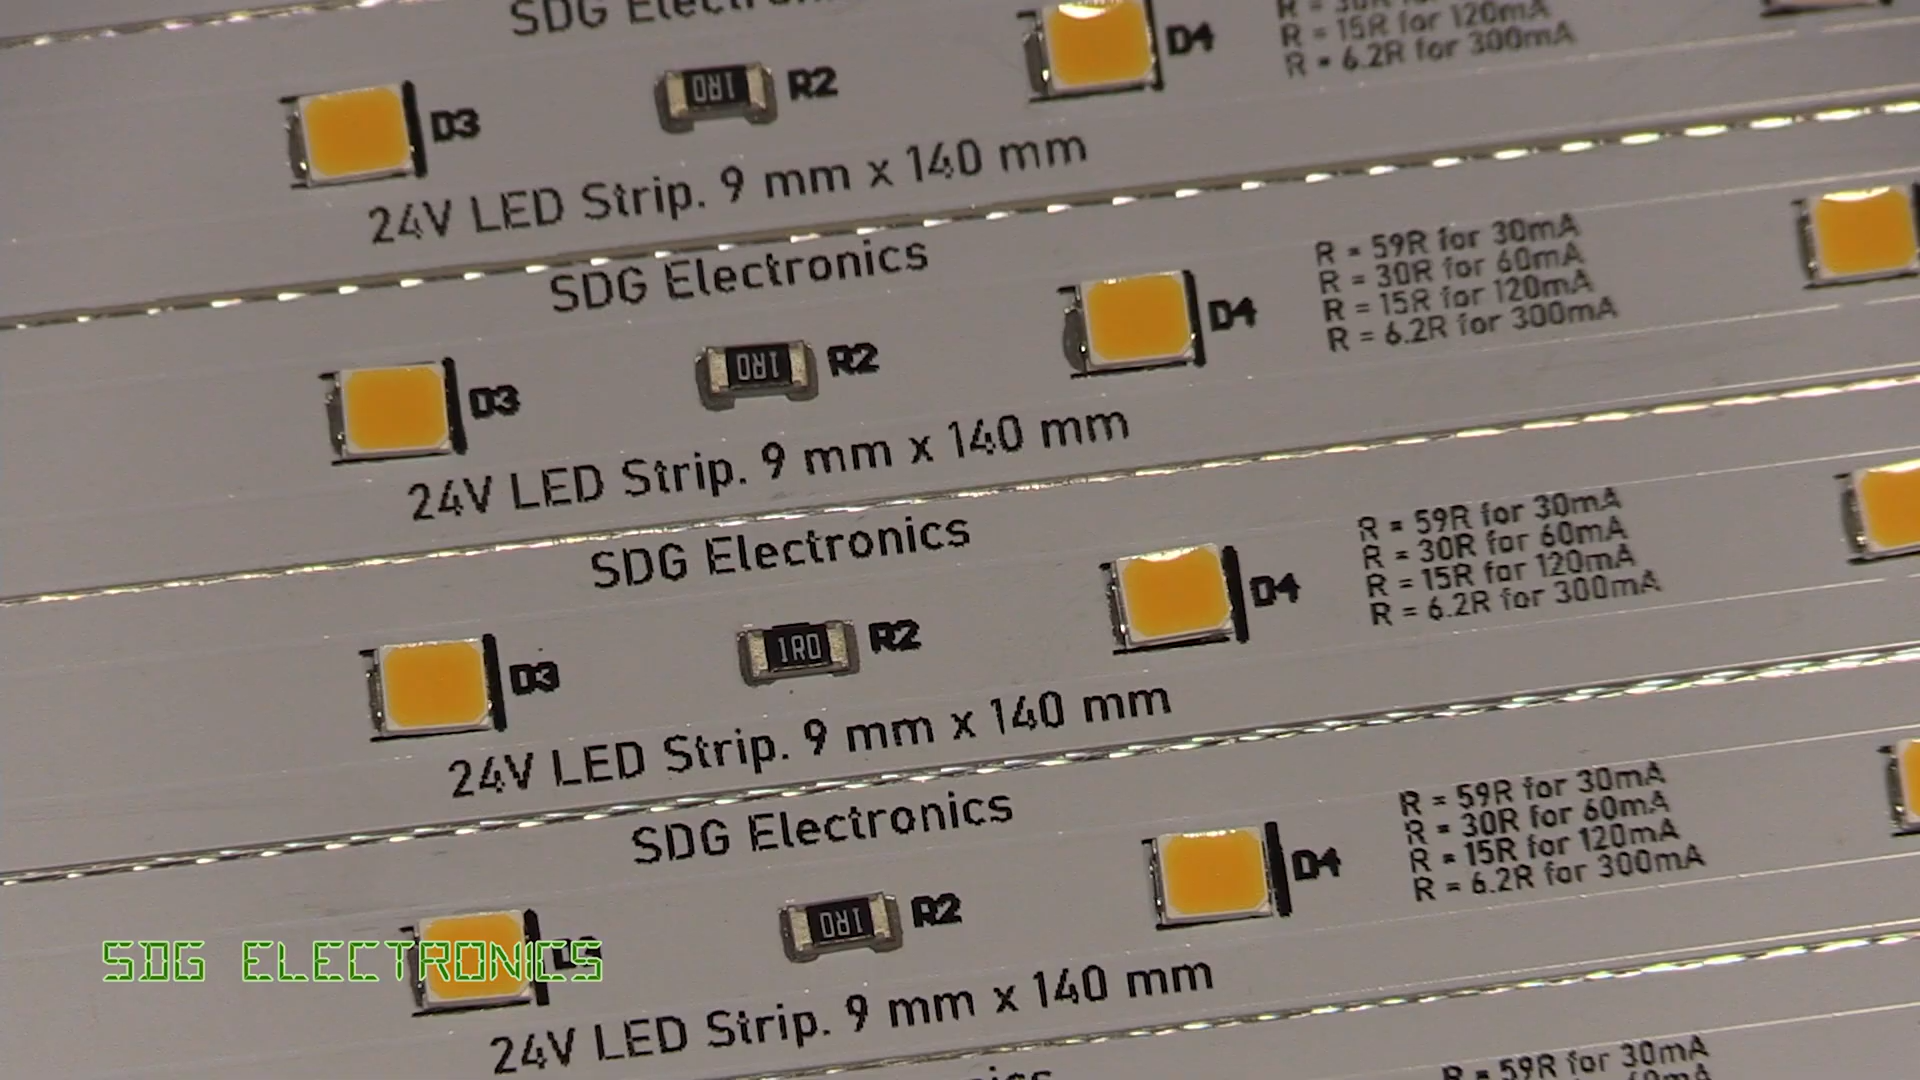 SDG Electron
R = 15R for 120mA
R = 6.2R for 300mA
D3
1R0
R2
D4
24V LED Strip. 9 mm x 140 mm
SDG Electronics
R = 59R for 30mA
R = 30R for 60mA
R = 15R for 120mA
R = 6.2R for 300mA
D3
1R0
R2
D4
24V LED Strip. 9 mm x 140 mm
SDG Electronics
R = 59R for 30mA
R = 30R for 60mA
R = 15R for 120mA
R = 6.2R for 300mA
D3
1R0
R2
D4
24V LED Strip. 9 mm x 140 mm
SDG Electronics
R = 59R for 30mA
R = 30R for 60mA
R = 15R for 120mA
R = 6.2R for 300mA
D3
1R0
R2
D4
SDG ELECTRONICS
24V LED Strip. 9 mm x 140 mm
R = 59R for 30mA